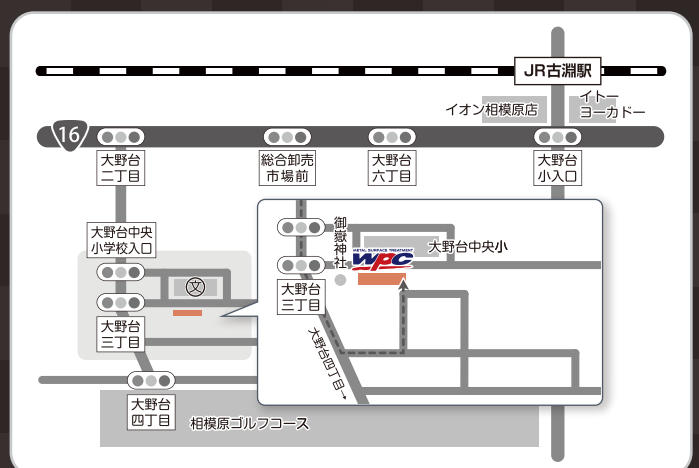 JR古淵駅
イオン相模原店
イトー
ヨーカドー
16
大野台
二丁目
総合卸売
市場前
大野台
六丁目
大野台
小入口
大野台中央
小学校入口
文
大野台
三丁目
大野台
四丁目
相模原ゴルフコース
御嶽神社
大野台中央小
METAL SURFACE TREATMENT
WPC
大野台
三丁目
大野台四丁目→